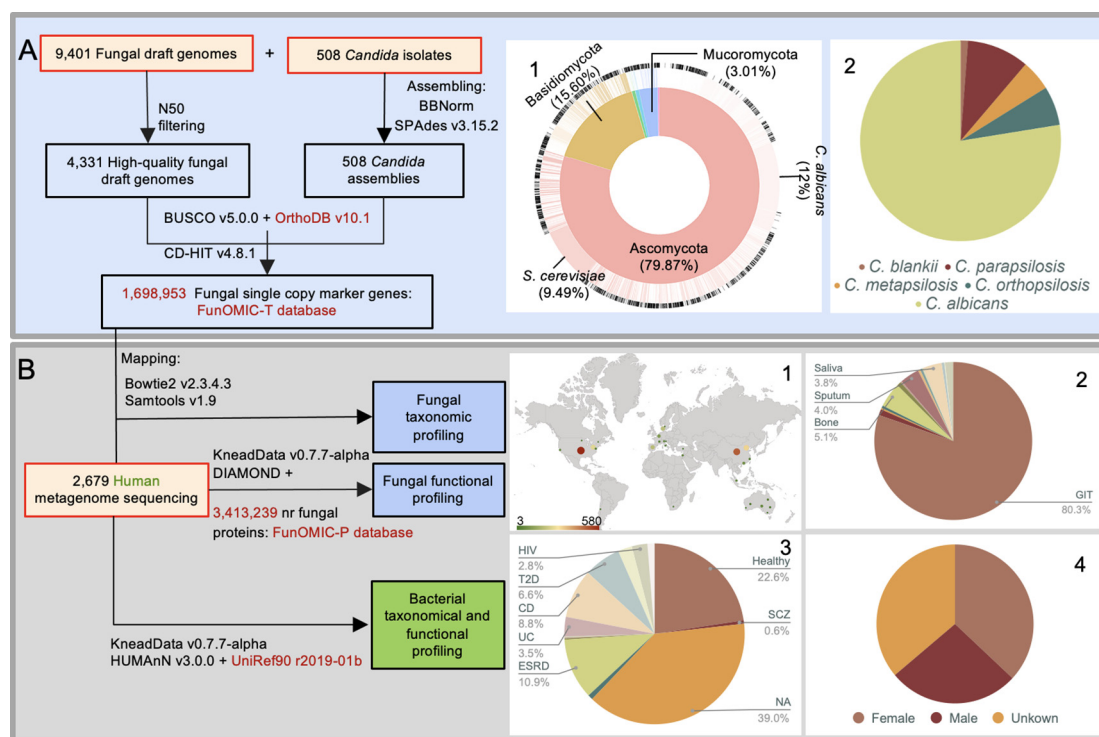 A
9,401 Fungal draft genomes
+
508 Candida isolates
N50
filtering
Assembling:
BBNorm
SPAdes v3.15.2
4,331 High-quality fungal
draft genomes
508 Candida
assemblies
BUSCO v5.0.0 + OrthoDB v10.1
CD-HIT v4.8.1
1,698,953 Fungal single copy marker genes:
FunOMIC-T database
1
Mucoromycota
(3.01%)
Basidiomycota
(15.60%)
C. albicans
(12%)
Ascomycota
(79.87%)
S. cerevisiae
(9.49%)
2
C. blankii
C. parapsilosis
C. metapsilosis
C. orthopsilosis
C. albicans
B
Mapping:
Bowtie2 v2.3.4.3
Samtools v1.9
Fungal
taxonomic
profiling
2,679 Human
metagenome sequencing
KneadData v0.7.7-alpha
DIAMOND +
3,413,239 nr fungal
proteins: FunOMIC-P database
Fungal functional
profiling
KneadData v0.7.7-alpha
HUMAnN v3.0.0 + UniRef90 r2019-01b
Bacterial
taxonomical and
functional
profiling
1
3
580
2
Saliva
3.8%
Sputum
4.0%
Bone
5.1%
GIT
80.3%
3
HIV
2.8%
T2D
6.6%
CD
8.8%
UC
3.5%
ESRD
10.9%
Healthy
22.6%
SCZ
0.6%
NA
39.0%
4
Female
Male
Unkown